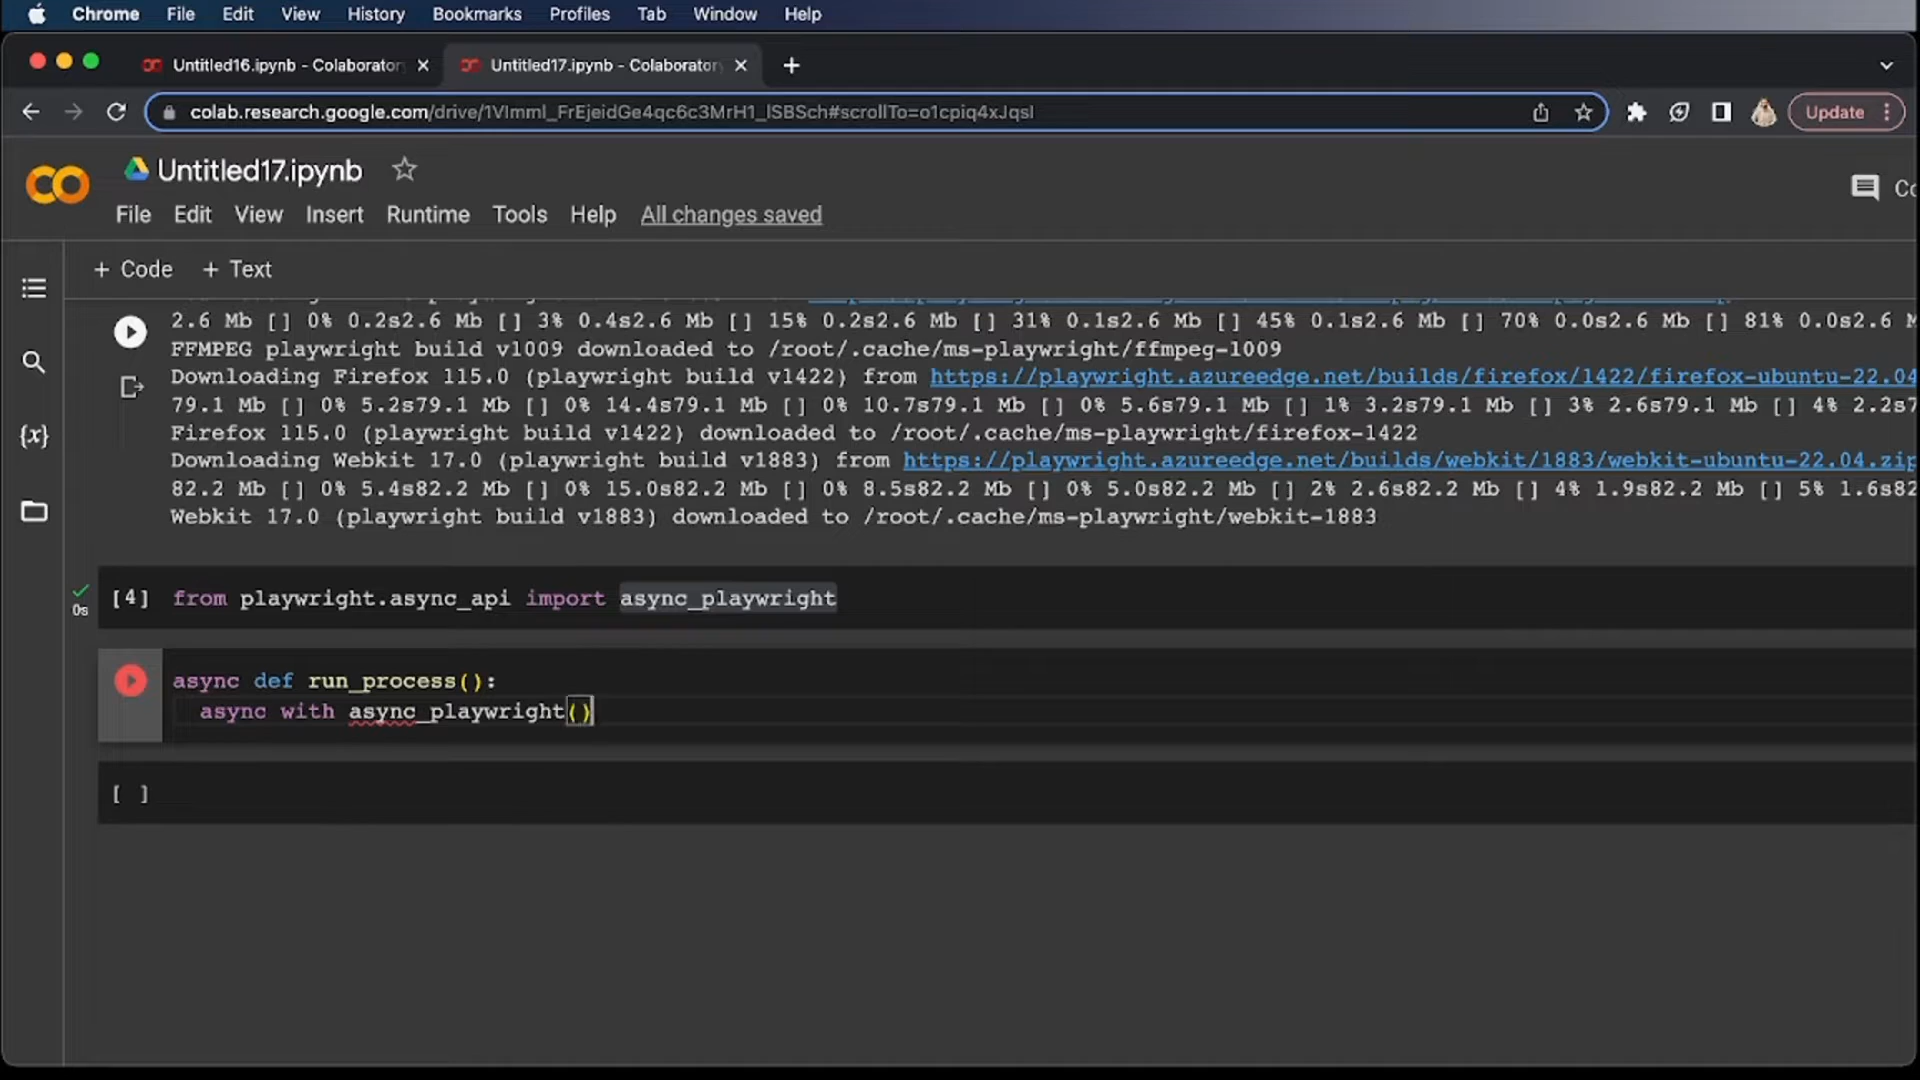 Chrome File Edit View History Bookmarks Profiles Tab Window Help
Untitled16.ipynb - Colaborator Untitled17.ipynb - Colaborator
colab.research.google.com/drive/1VImml_FrEjeidGe4qc6c3MrH1_lSBSch#scrollTo=o1cpiq4xJqsI Update
Untitled17.ipynb
File Edit View Insert Runtime Tools Help All changes saved
+ Code + Text
2.6 Mb [] 0% 0.2s2.6 Mb [] 3% 0.4s2.6 Mb [] 15% 0.2s2.6 Mb [] 31% 0.1s2.6 Mb [] 45% 0.1s2.6 Mb [] 70% 0.0s2.6 Mb [] 81% 0.0s2.6 M
FFMPEG playwright build v1009 downloaded to /root/.cache/ms-playwright/ffmpeg-1009
Downloading Firefox 115.0 (playwright build v1422) from https://playwright.azureedge.net/builds/firefox/1422/firefox-ubuntu-22.04
79.1 Mb [] 0% 5.2s79.1 Mb [] 0% 14.4s79.1 Mb [] 0% 10.7s79.1 Mb [] 0% 5.6s79.1 Mb [] 1% 3.2s79.1 Mb [] 3% 2.6s79.1 Mb [] 4% 2.2s7
Firefox 115.0 (playwright build v1422) downloaded to /root/.cache/ms-playwright/firefox-1422
Downloading Webkit 17.0 (playwright build v1883) from https://playwright.azureedge.net/builds/webkit/1883/webkit-ubuntu-22.04.zip
82.2 Mb [] 0% 5.4s82.2 Mb [] 0% 15.0s82.2 Mb [] 0% 8.5s82.2 Mb [] 0% 5.0s82.2 Mb [] 2% 2.6s82.2 Mb [] 4% 1.9s82.2 Mb [] 5% 1.6s82
Webkit 17.0 (playwright build v1883) downloaded to /root/.cache/ms-playwright/webkit-1883
0s [4] from playwright.async_api import async_playwright
async def run_process():
async with async_playwright()
[ ]